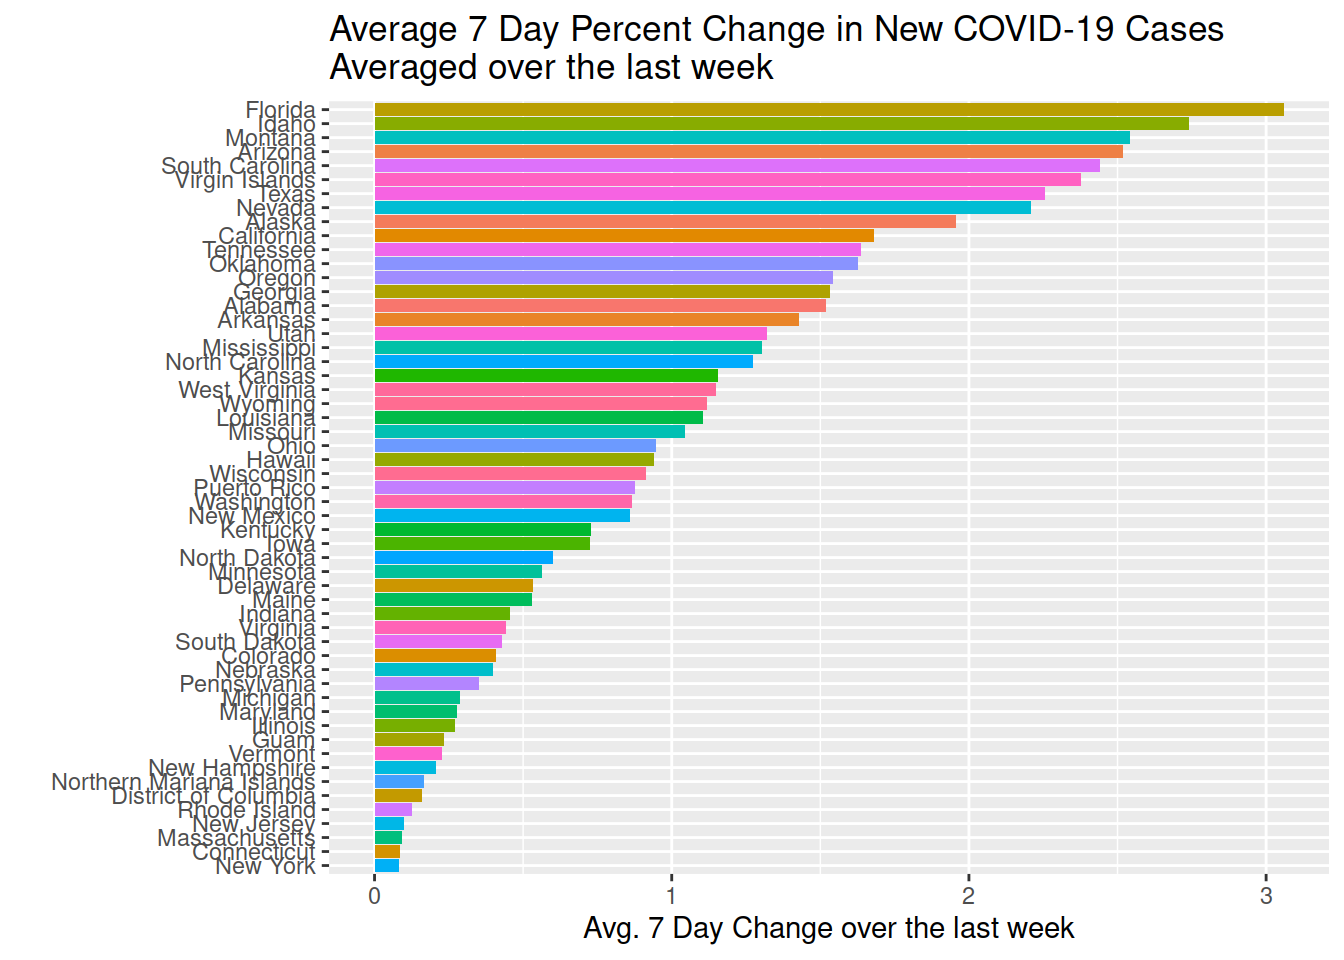 Average 7 Day Percent Change in New COVID-19 Cases
Averaged over the last week
Florida
Idaho
Montana
Arizona
South Carolina
Virgin Islands
Texas
Nevada
Alaska
California
Tennessee
Oklahoma
Oregon
Georgia
Alabama
Arkansas
Utah
Mississippi
North Carolina
Kansas
West Virginia
Wyoming
Louisiana
Missouri
Ohio
Hawaii
Wisconsin
Puerto Rico
Washington
New Mexico
Kentucky
Iowa
North Dakota
Minnesota
Delaware
Maine
Indiana
Virginia
South Dakota
Colorado
Nebraska
Pennsylvania
Michigan
Maryland
Illinois
Guam
Vermont
New Hampshire
Northern Mariana Islands
District of Columbia
Rhode Island
New Jersey
Massachusetts
Connecticut
New York
0 1 2 3
Avg. 7 Day Change over the last week